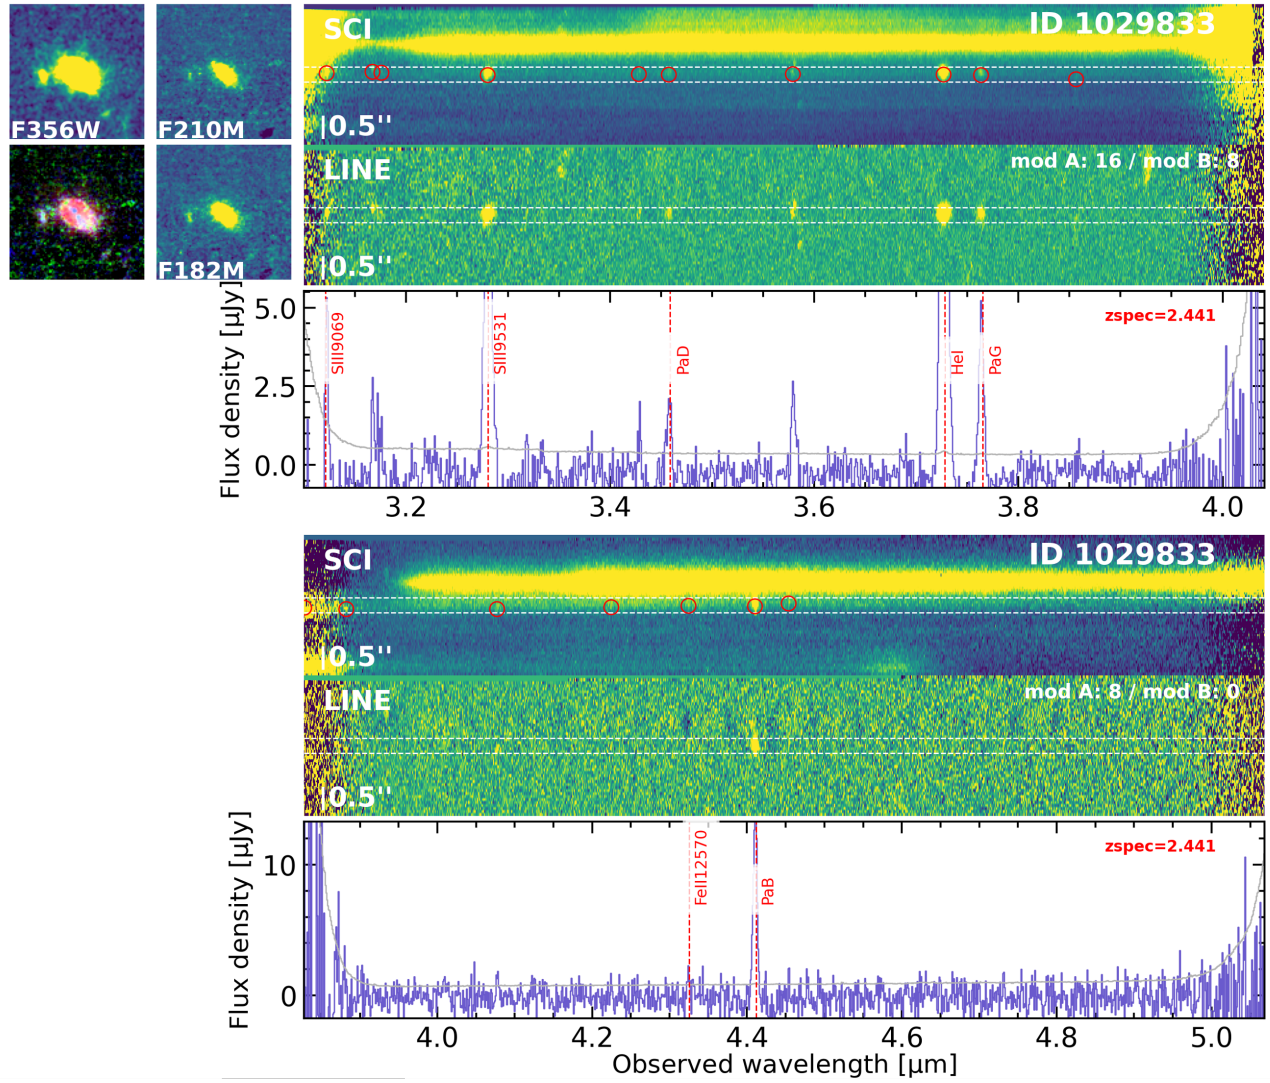 F356W
F210M
F182M
SCI
ID 1029833
|0.5''
LINE
mod A: 16 / mod B: 8
|0.5''
Flux density [μJy]
5.0
2.5
0.0
SIII9069
SIII9531
PaD
HeI
PaG
zspec=2.441
3.2
3.4
3.6
3.8
4.0
SCI
ID 1029833
|0.5''
LINE
mod A: 8 / mod B: 0
|0.5''
Flux density [μJy]
10
0
FeII12570
PaB
zspec=2.441
4.0
4.2
4.4
4.6
4.8
5.0
Observed wavelength [μm]